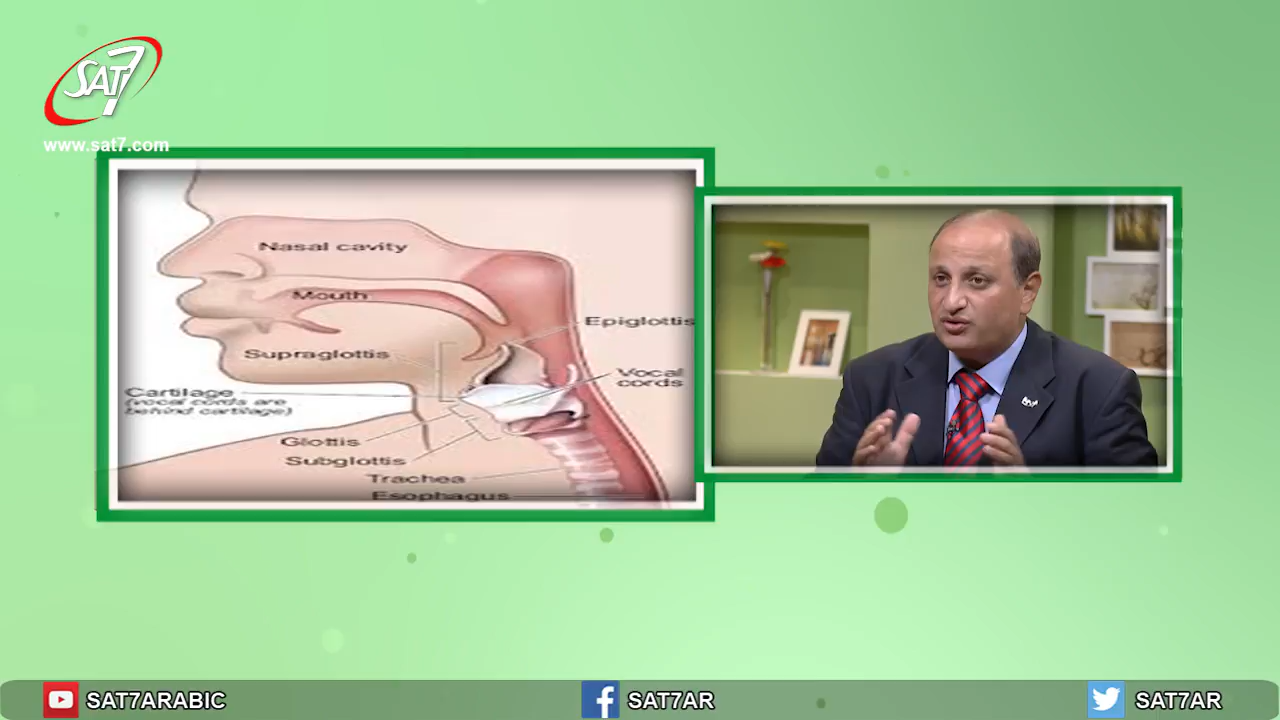 SAT7
www.sat7.com
Nasal cavity
Mouth
Epiglottis
Supraglottis
Vocal
cords
Cartilage
(vocal cords are
behind cartilage)
Glottis
Subglottis
Trachea
Esophagus
SAT7ARABIC
SAT7AR
SAT7AR